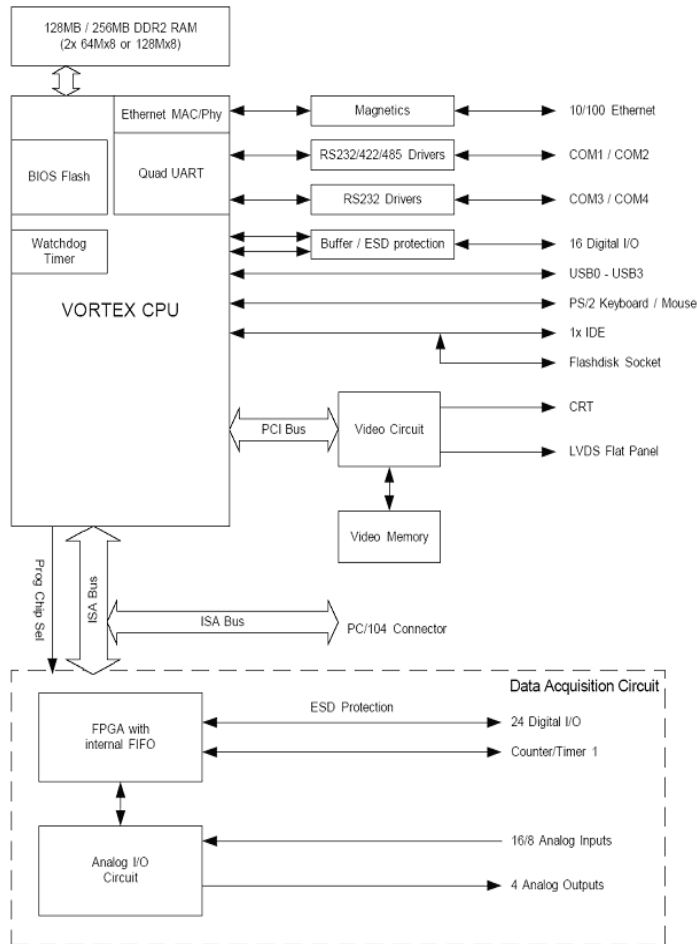 128MB / 256MB DDR2 RAM
(2x 64Mx8 or 128Mx8)
Ethernet MAC/Phy
Magnetics
10/100 Ethernet
BIOS Flash
Quad UART
RS232/422/485 Drivers
COM1 / COM2
RS232 Drivers
COM3 / COM4
Watchdog
Timer
Buffer / ESD protection
16 Digital I/O
USB0 - USB3
VORTEX CPU
PS/2 Keyboard / Mouse
1x IDE
Flashdisk Socket
PCI Bus
Video Circuit
CRT
LVDS Flat Panel
Video Memory
Prog Chip Sel
ISA Bus
ISA Bus
PC/104 Connector
Data Acquisition Circuit
FPGA with
internal FIFO
ESD Protection
24 Digital I/O
Counter/Timer 1
Analog I/O
Circuit
16/8 Analog Inputs
4 Analog Outputs